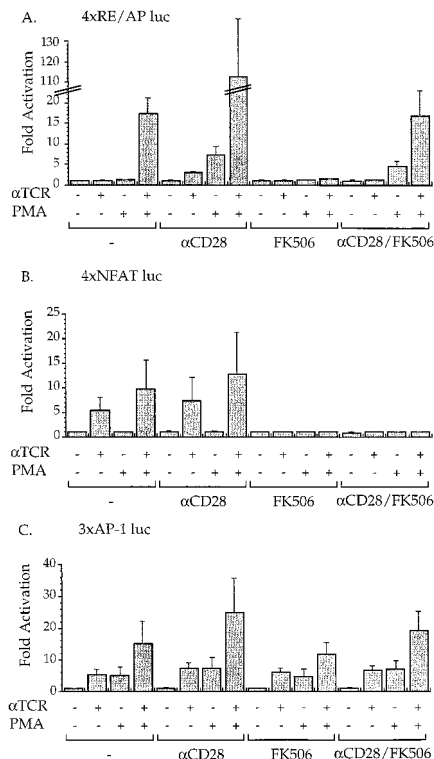 A. 4xRE/AP luc
Fold Activation
130
110
20
15
10
5
0
αTCR - + - + - + - + - + - + - + - +
PMA - - + + - - + + - - + + - - + +
- αCD28 FK506 αCD28/FK506
B. 4xNFAT luc
Fold Activation
25
20
15
10
5
0
αTCR - + - + - + - + - + - + - + - +
PMA - - + + - - + + - - + + - - + +
- αCD28 FK506 αCD28/FK506
C. 3xAP-1 luc
Fold Activation
40
30
20
10
0
αTCR - + - + - + - + - + - + - + - +
PMA - - + + - - + + - - + + - - + +
- αCD28 FK506 αCD28/FK506